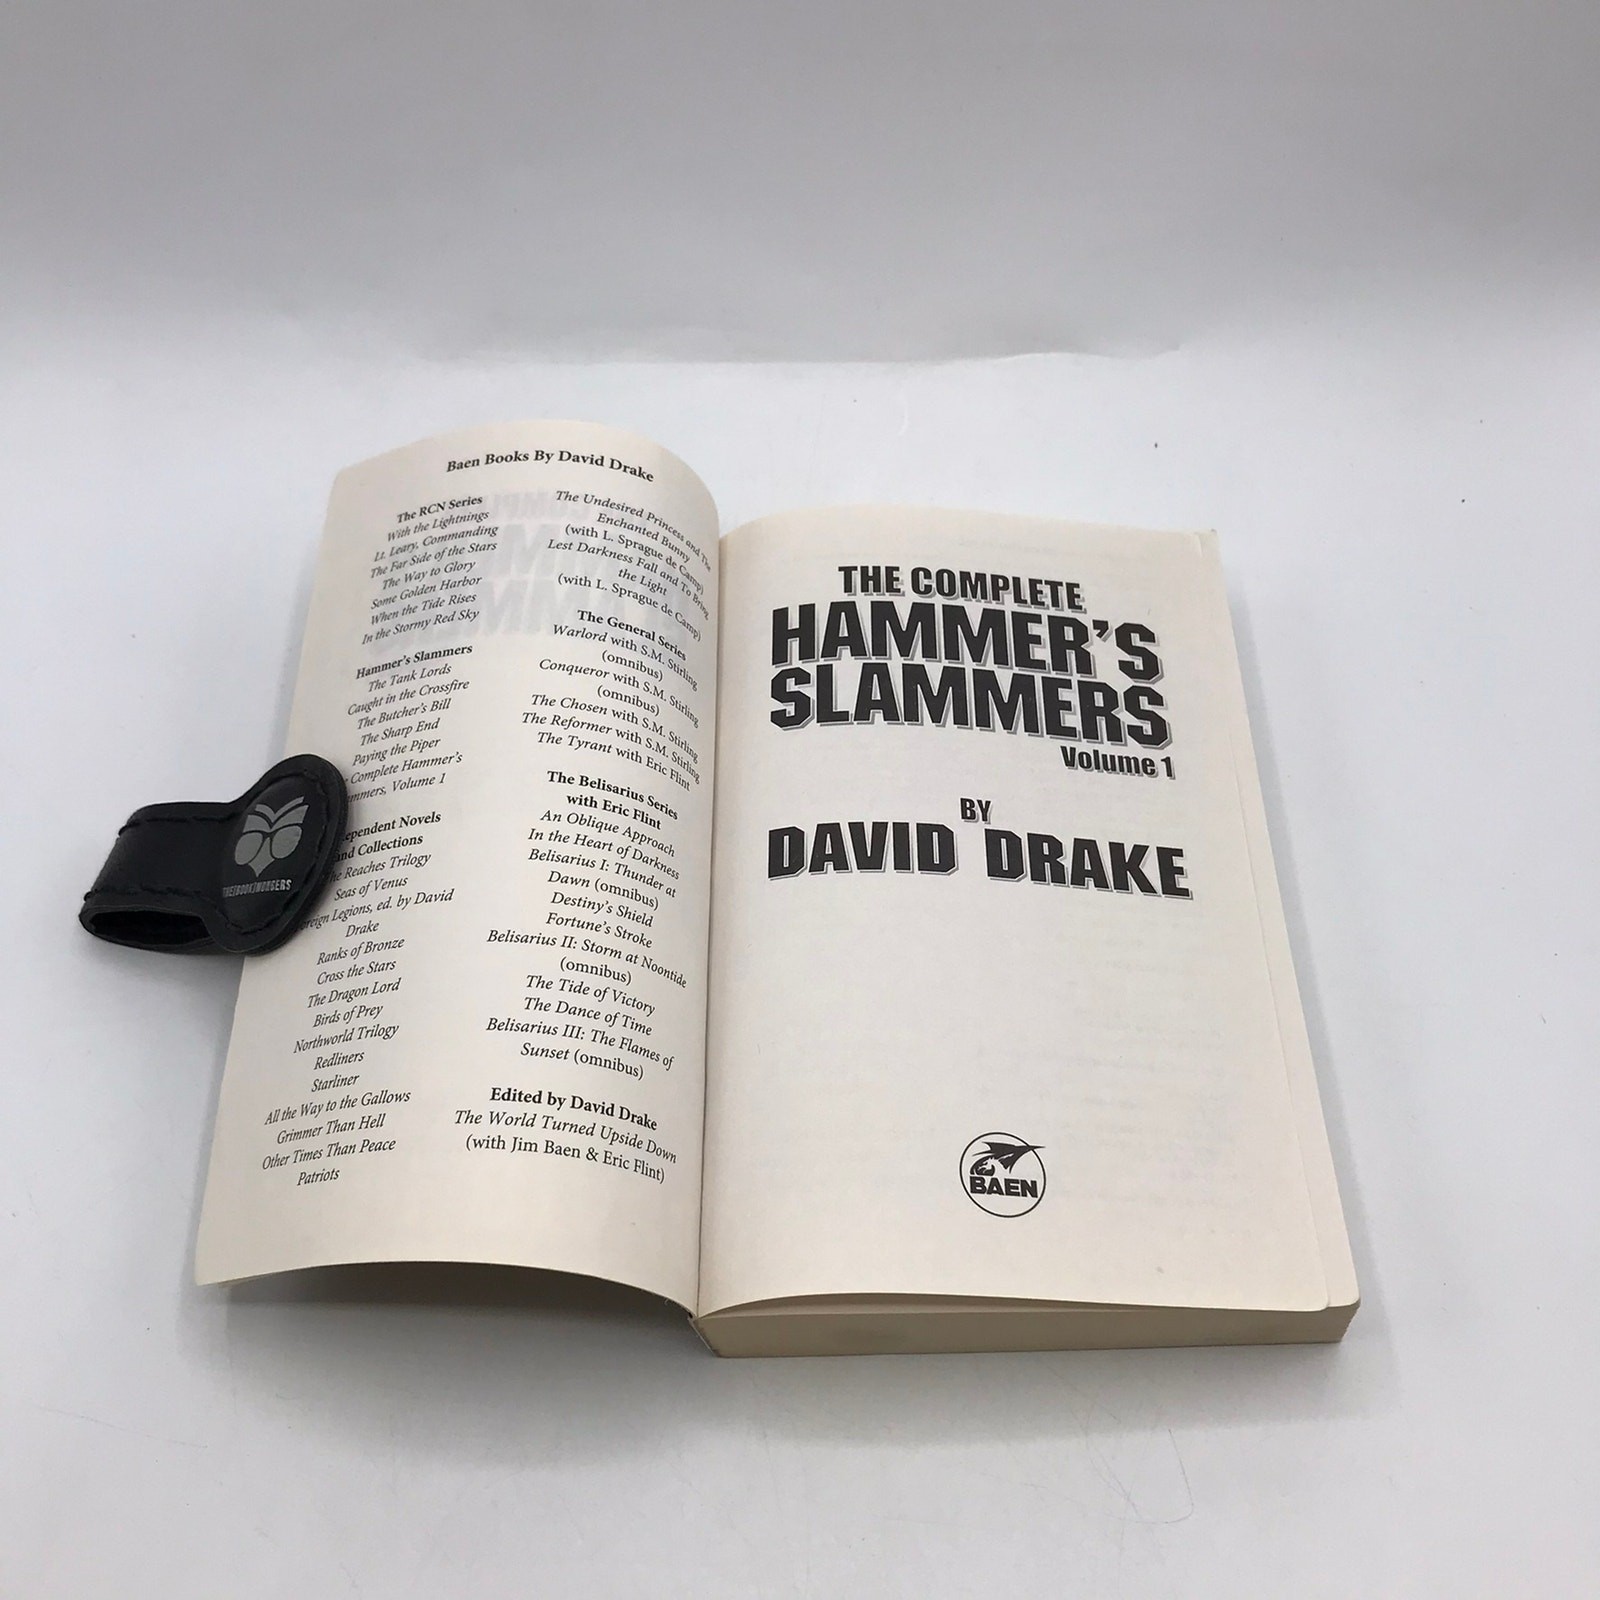 Baen Books By David Drake
The RCN Series
With the Lightnings
Lt. Leary, Commanding
The Far Side of the Stars
The Way to Glory
Some Golden Harbor
When the Tide Rises
In the Stormy Red Sky
Hammer's Slammers
The Tank Lords
Caught in the Crossfire
The Butcher's Bill
The Sharp End
Paying the Piper
Complete Hammer's
mmers, Volume 1
ependent Novels
and Collections
The Reaches Trilogy
Seas of Venus
oreign Legions, ed. by David
Drake
Ranks of Bronze
Cross the Stars
The Dragon Lord
Birds of Prey
Northworld Trilogy
Redliners
Starliner
All the Way to the Gallows
Grimmer Than Hell
Other Times Than Peace
Patriots
The Undesired Princess and The
Enchanted Bunny
(with L. Sprague de Camp)
Lest Darkness Fall and To Bring
the Light
(with L. Sprague de Camp)
The General Series
Warlord with S.M. Stirling
(omnibus)
Conqueror with S.M. Stirling
(omnibus)
The Chosen with S.M. Stirling
The Reformer with S.M. Stirling
The Tyrant with Eric Flint
The Belisarius Series
with Eric Flint
An Oblique Approach
In the Heart of Darkness
Belisarius I: Thunder at
Dawn (omnibus)
Destiny's Shield
Fortune's Stroke
Belisarius II: Storm at Noontide
(omnibus)
The Tide of Victory
The Dance of Time
Belisarius III: The Flames of
Sunset (omnibus)
Edited by David Drake
The World Turned Upside Down
(with Jim Baen & Eric Flint)
THE COMPLETE
HAMMER'S
SLAMMERS
Volume 1
BY
DAVID DRAKE
BAEN